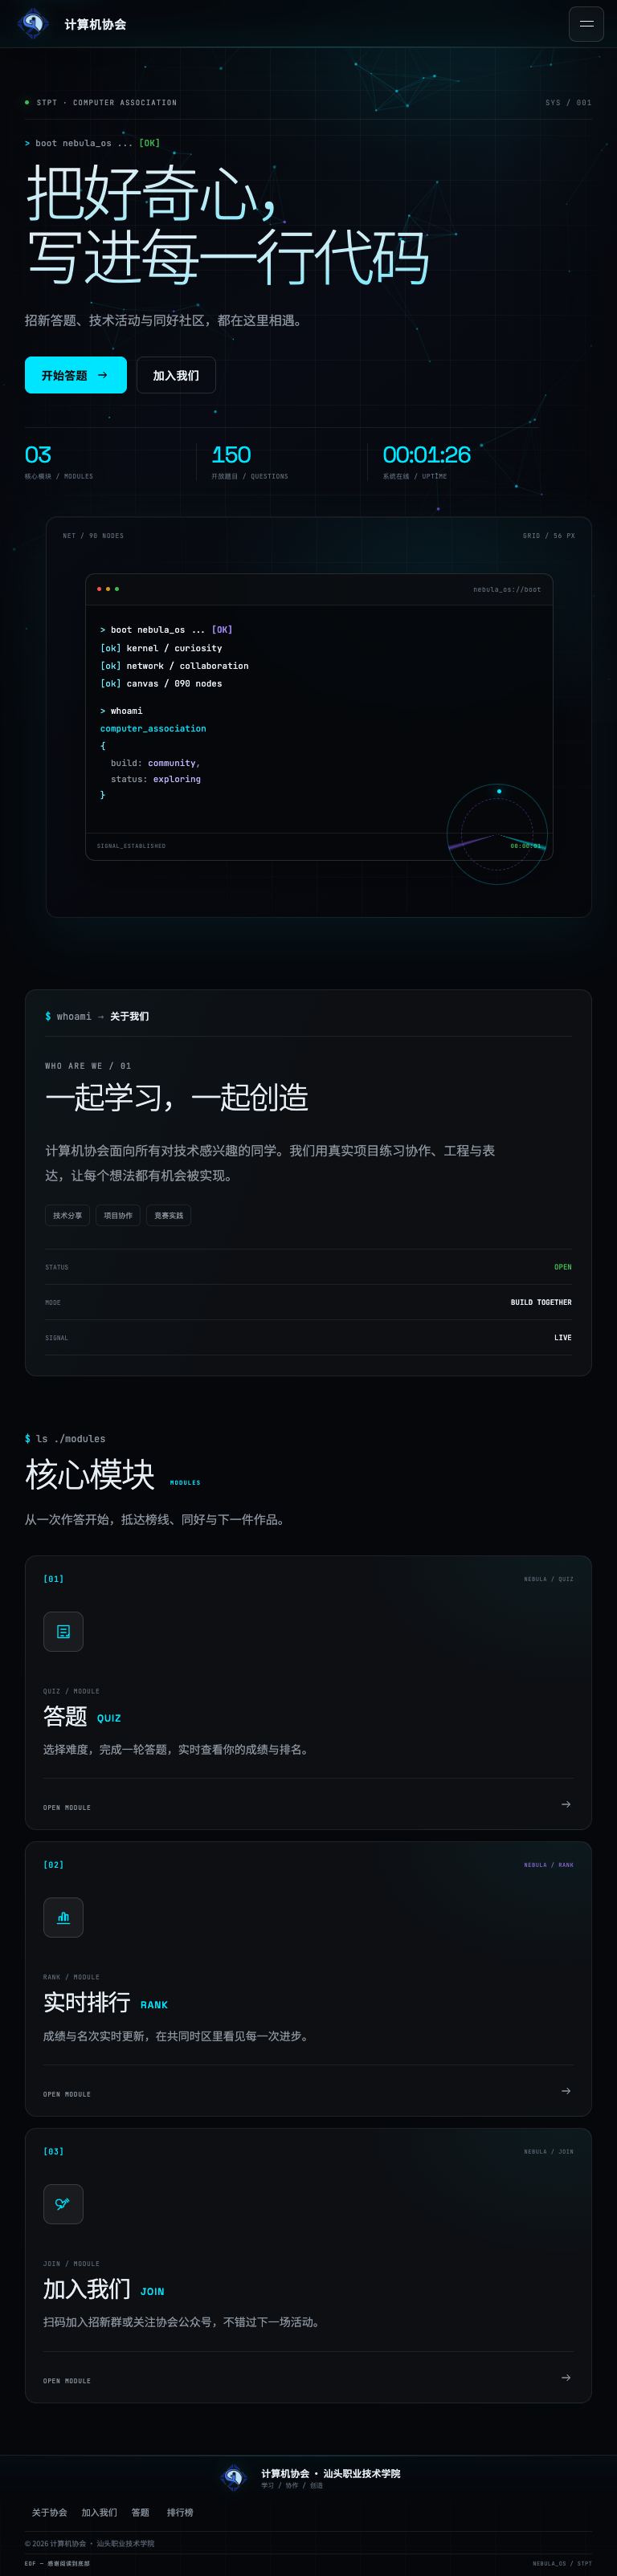 计算机协会
STPT · COMPUTER ASSOCIATION
SYS / 001
> boot nebula_os ... [OK]
把好奇心，
写进每一行代码
招新答题、技术活动与同好社区，都在这里相遇。
开始答题 →
加入我们
03
150
00:01:26
核心模块 / MODULES
开放题目 / QUESTIONS
系统在线 / UPTIME
NET / 90 NODES
GRID / 56 PX
nebula_os://boot
> boot nebula_os ... [OK]
[ok] kernel / curiosity
[ok] network / collaboration
[ok] canvas / 090 nodes
> whoami
computer_association
{
build: community,
status: exploring
}
SIGNAL_ESTABLISHED
00:00:01
$ whoami → 关于我们
WHO ARE WE / 01
一起学习，一起创造
计算机协会面向所有对技术感兴趣的同学。我们用真实项目练习协作、工程与表
达，让每个想法都有机会被实现。
技术分享
项目协作
竞赛实践
STATUS
OPEN
MODE
BUILD TOGETHER
SIGNAL
LIVE
$ ls ./modules
核心模块 MODULES
从一次作答开始，抵达榜线、同好与下一件作品。
[01]
NEBULA / QUIZ
QUIZ / MODULE
答题 QUIZ
选择难度，完成一轮答题，实时查看你的成绩与排名。
OPEN MODULE →
[02]
NEBULA / RANK
RANK / MODULE
实时排行 RANK
成绩与名次实时更新，在共同时区里看见每一次进步。
OPEN MODULE →
[03]
NEBULA / JOIN
JOIN / MODULE
加入我们 JOIN
扫码加入招新群或关注协会公众号，不错过下一场活动。
OPEN MODULE →
计算机协会 · 汕头职业技术学院
学习 / 协作 / 创造
关于协会 加入我们 答题 排行榜
© 2026 计算机协会 · 汕头职业技术学院
EOF — 感谢阅读到底部
NEBULA_OS / STPT